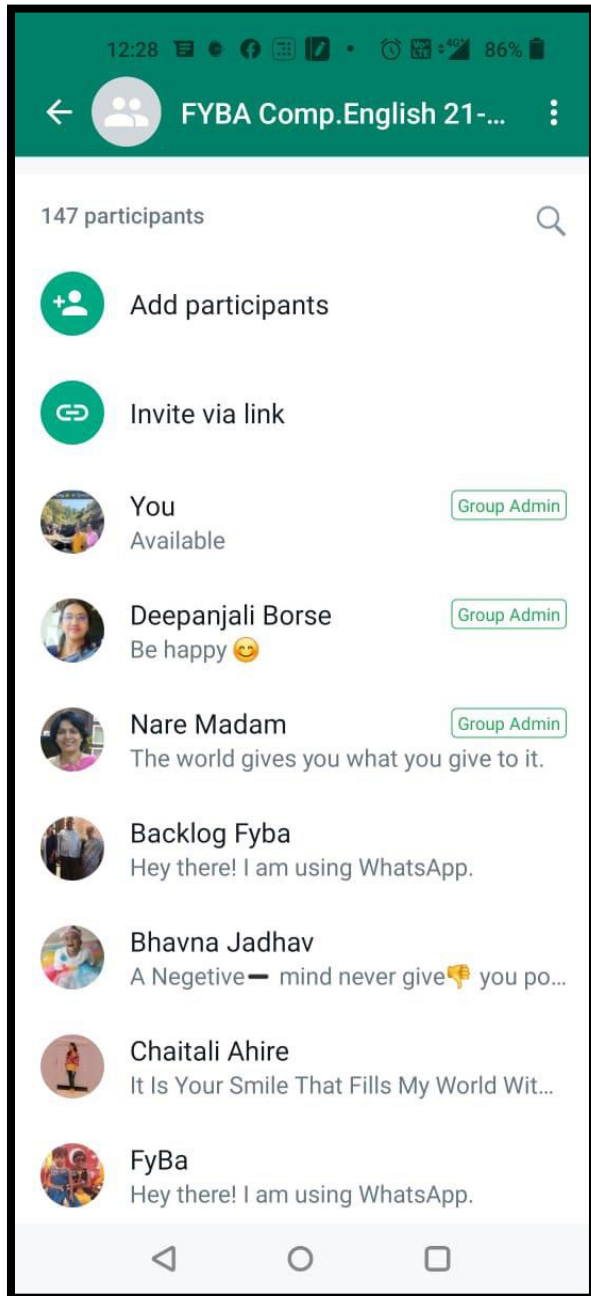 12:28 86%
FYBA Comp.English 21-...
147 participants
Add participants
Invite via link
You Group Admin
Available
Deepanjali Borse Group Admin
Be happy 😊
Nare Madam Group Admin
The world gives you what you give to it.
Backlog Fyba
Hey there! I am using WhatsApp.
Bhavna Jadhav
A Negetive➖ mind never give👎 you po...
Chaitali Ahire
It Is Your Smile That Fills My World Wit...
FyBa
Hey there! I am using WhatsApp.